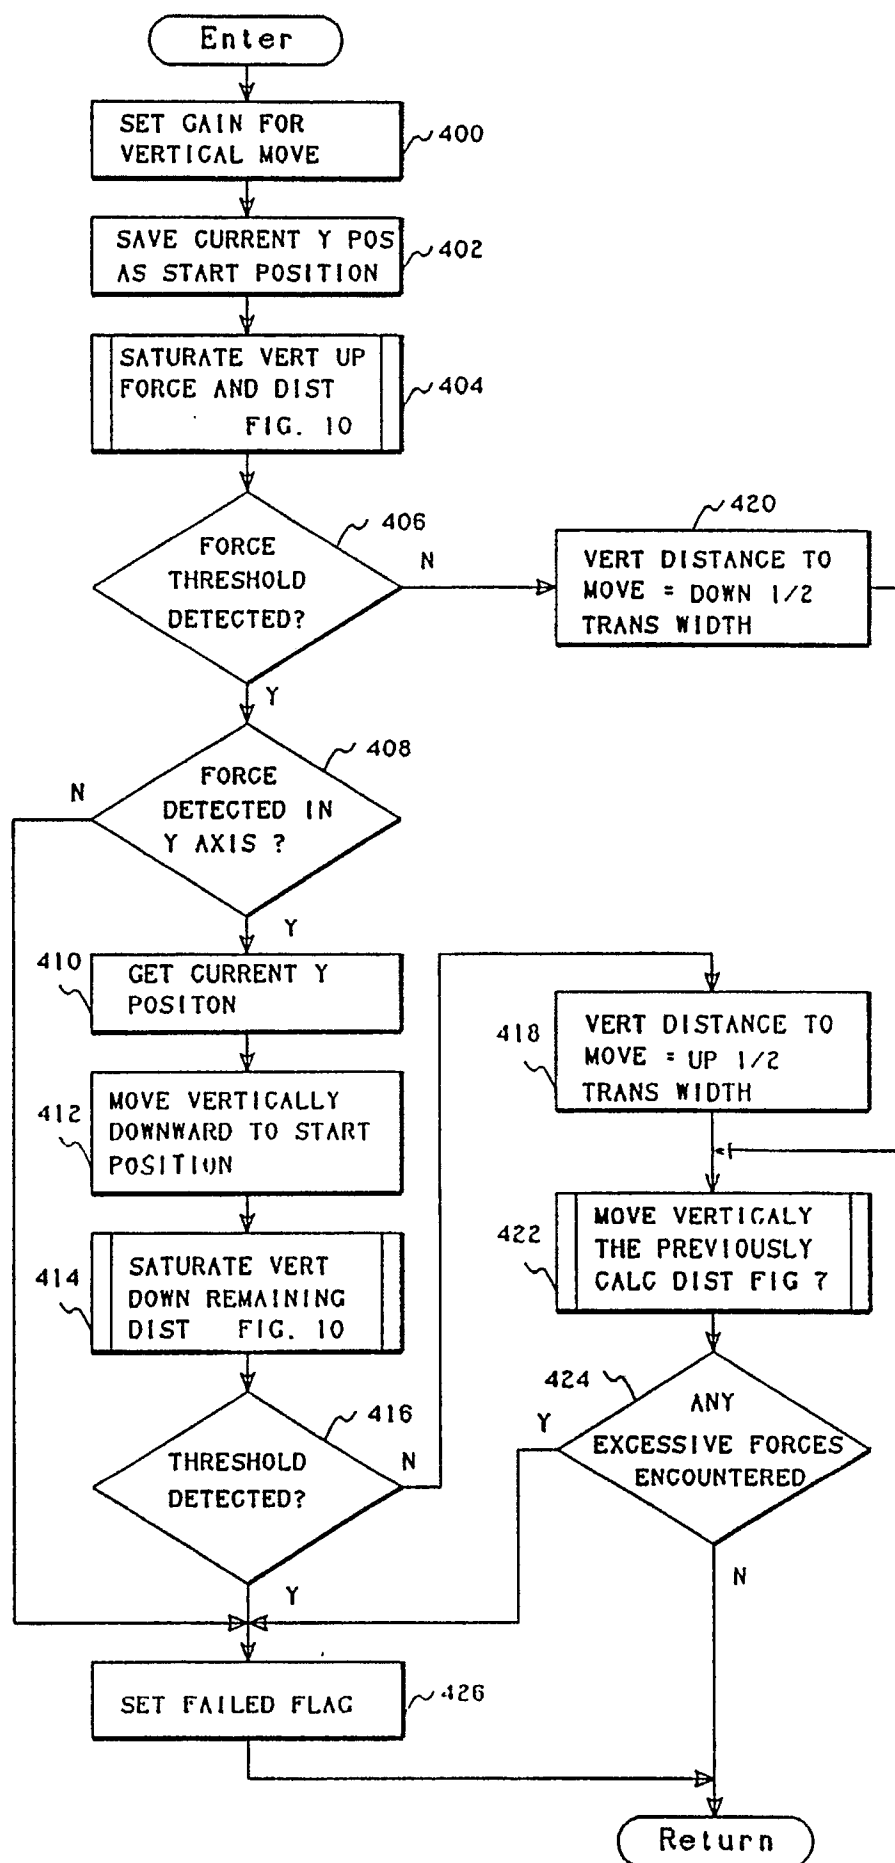 Enter
SET GAIN FOR
VERTICAL MOVE
400
SAVE CURRENT Y POS
AS START POSITION
402
SATURATE VERT UP
FORCE AND DIST
FIG. 10
404
FORCE
THRESHOLD
DETECTED?
406
N
Y
420
VERT DISTANCE TO
MOVE = DOWN 1/2
TRANS WIDTH
FORCE
DETECTED IN
Y AXIS ?
408
N
Y
410
GET CURRENT Y
POSITON
412
MOVE VERTICALLY
DOWNWARD TO START
POSITION
414
SATURATE VERT
DOWN REMAINING
DIST FIG. 10
THRESHOLD
DETECTED?
416
N
Y
418
VERT DISTANCE TO
MOVE = UP 1/2
TRANS WIDTH
422
MOVE VERTICALY
THE PREVIOUSLY
CALC DIST FIG 7
424
ANY
EXCESSIVE FORCES
ENCOUNTERED
Y
N
SET FAILED FLAG
426
Return